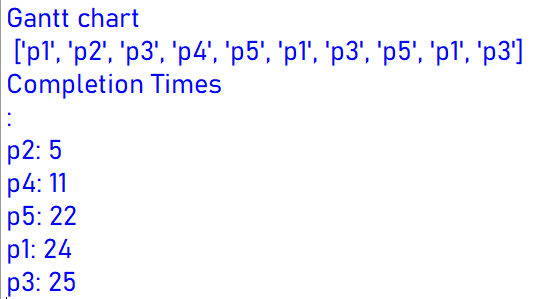 Gantt chart
['p1', 'p2', 'p3', 'p4', 'p5', 'p1', 'p3', 'p5', 'p1', 'p3']
Completion Times
:
p2: 5
p4: 11
p5: 22
p1: 24
p3: 25